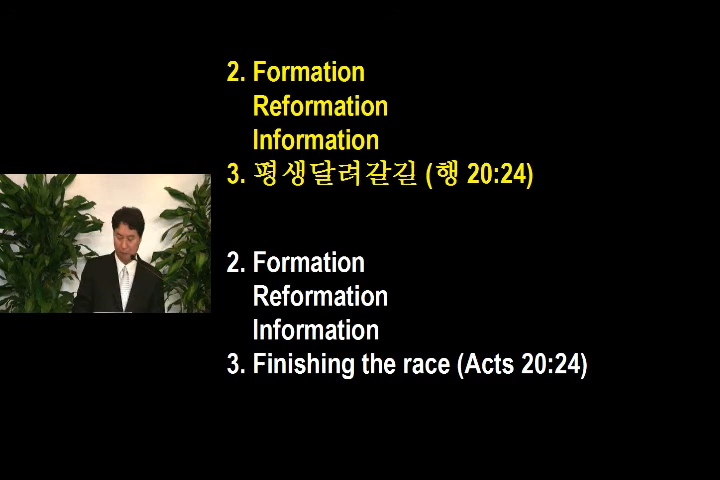 2. Formation
Reformation
Information
3. 평생달려갈길 (행 20:24)
2. Formation
Reformation
Information
3. Finishing the race (Acts 20:24)